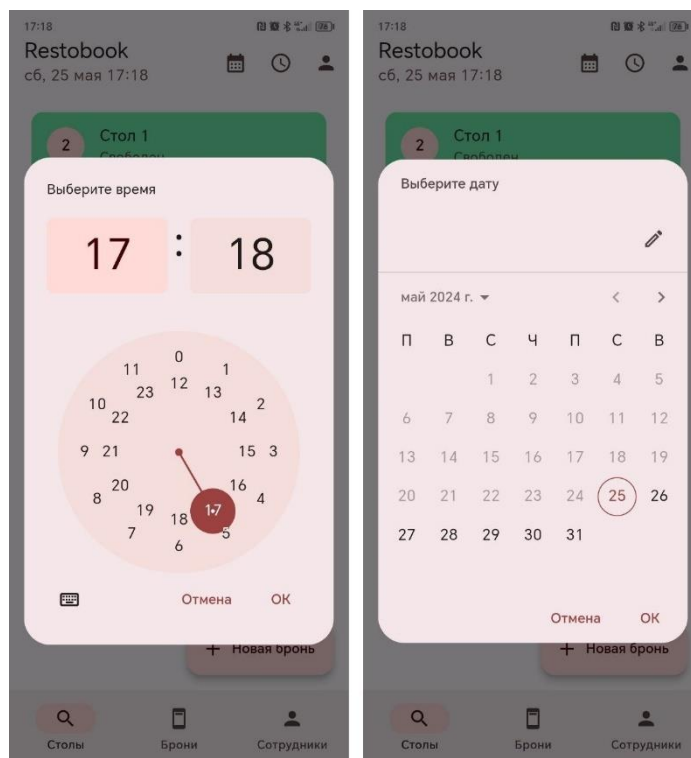 17:18
Restobook
сб, 25 мая 17:18
2 Стол 1
Свободен
Выберите время
17 : 18
0
11 1
12
23 13
10 2
22 14
9 21 15 3
20 16
8 4
19 17
18
7 5
6
Отмена ОК
+ Новая бронь
Столы Брони Сотрудники
17:18
Restobook
сб, 25 мая 17:18
2 Стол 1
Свободен
Выберите дату
май 2024 г.
П В С Ч П С В
1 2 3 4 5
6 7 8 9 10 11 12
13 14 15 16 17 18 19
20 21 22 23 24 25 26
27 28 29 30 31
Отмена ОК
+ Новая бронь
Столы Брони Сотрудники